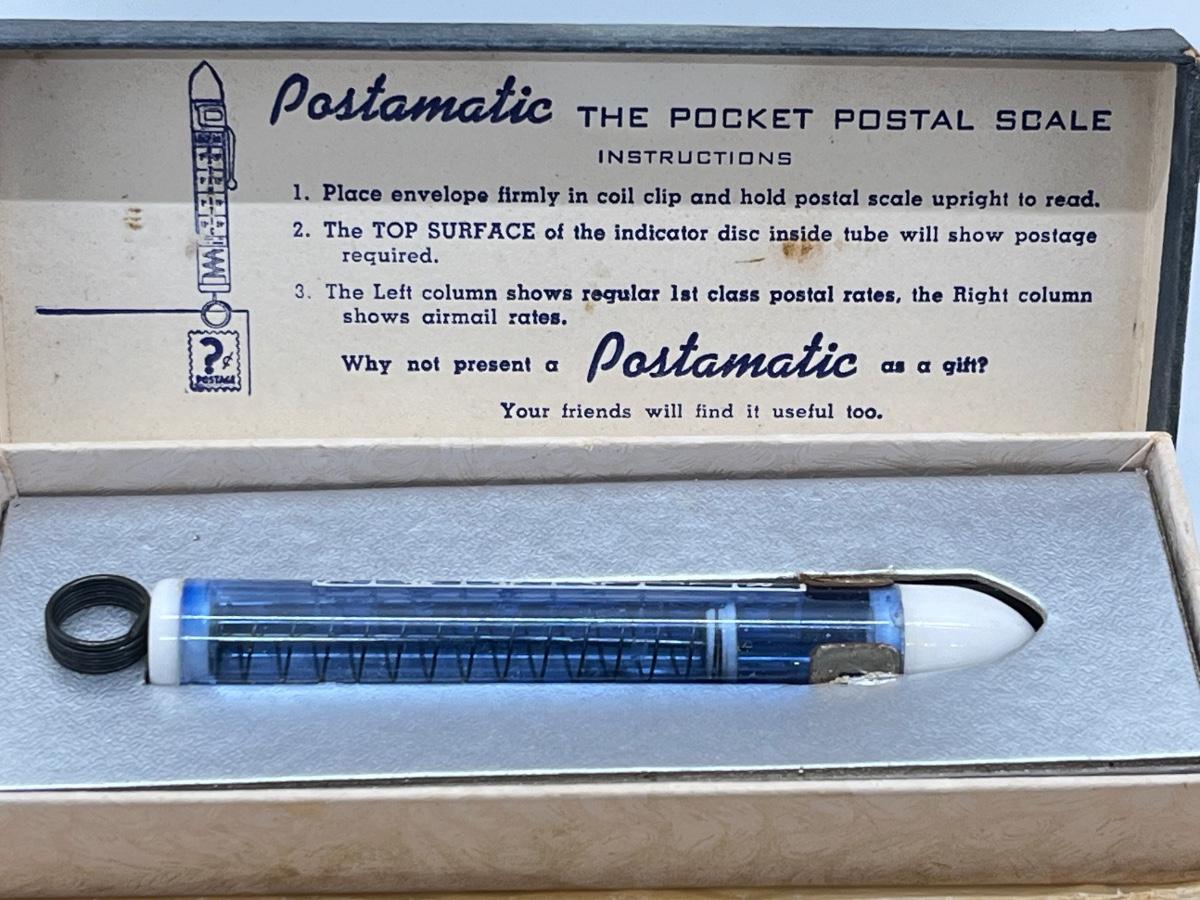 Postamatic THE POCKET POSTAL SCALE
INSTRUCTIONS
1. Place envelope firmly in coil clip and hold postal scale upright to read.
2. The TOP SURFACE of the indicator disc inside tube will show postage
required.
3. The Left column shows regular 1st class postal rates, the Right column
shows airmail rates.
?¢
POSTAGE
Why not present a Postamatic as a gift?
Your friends will find it useful too.